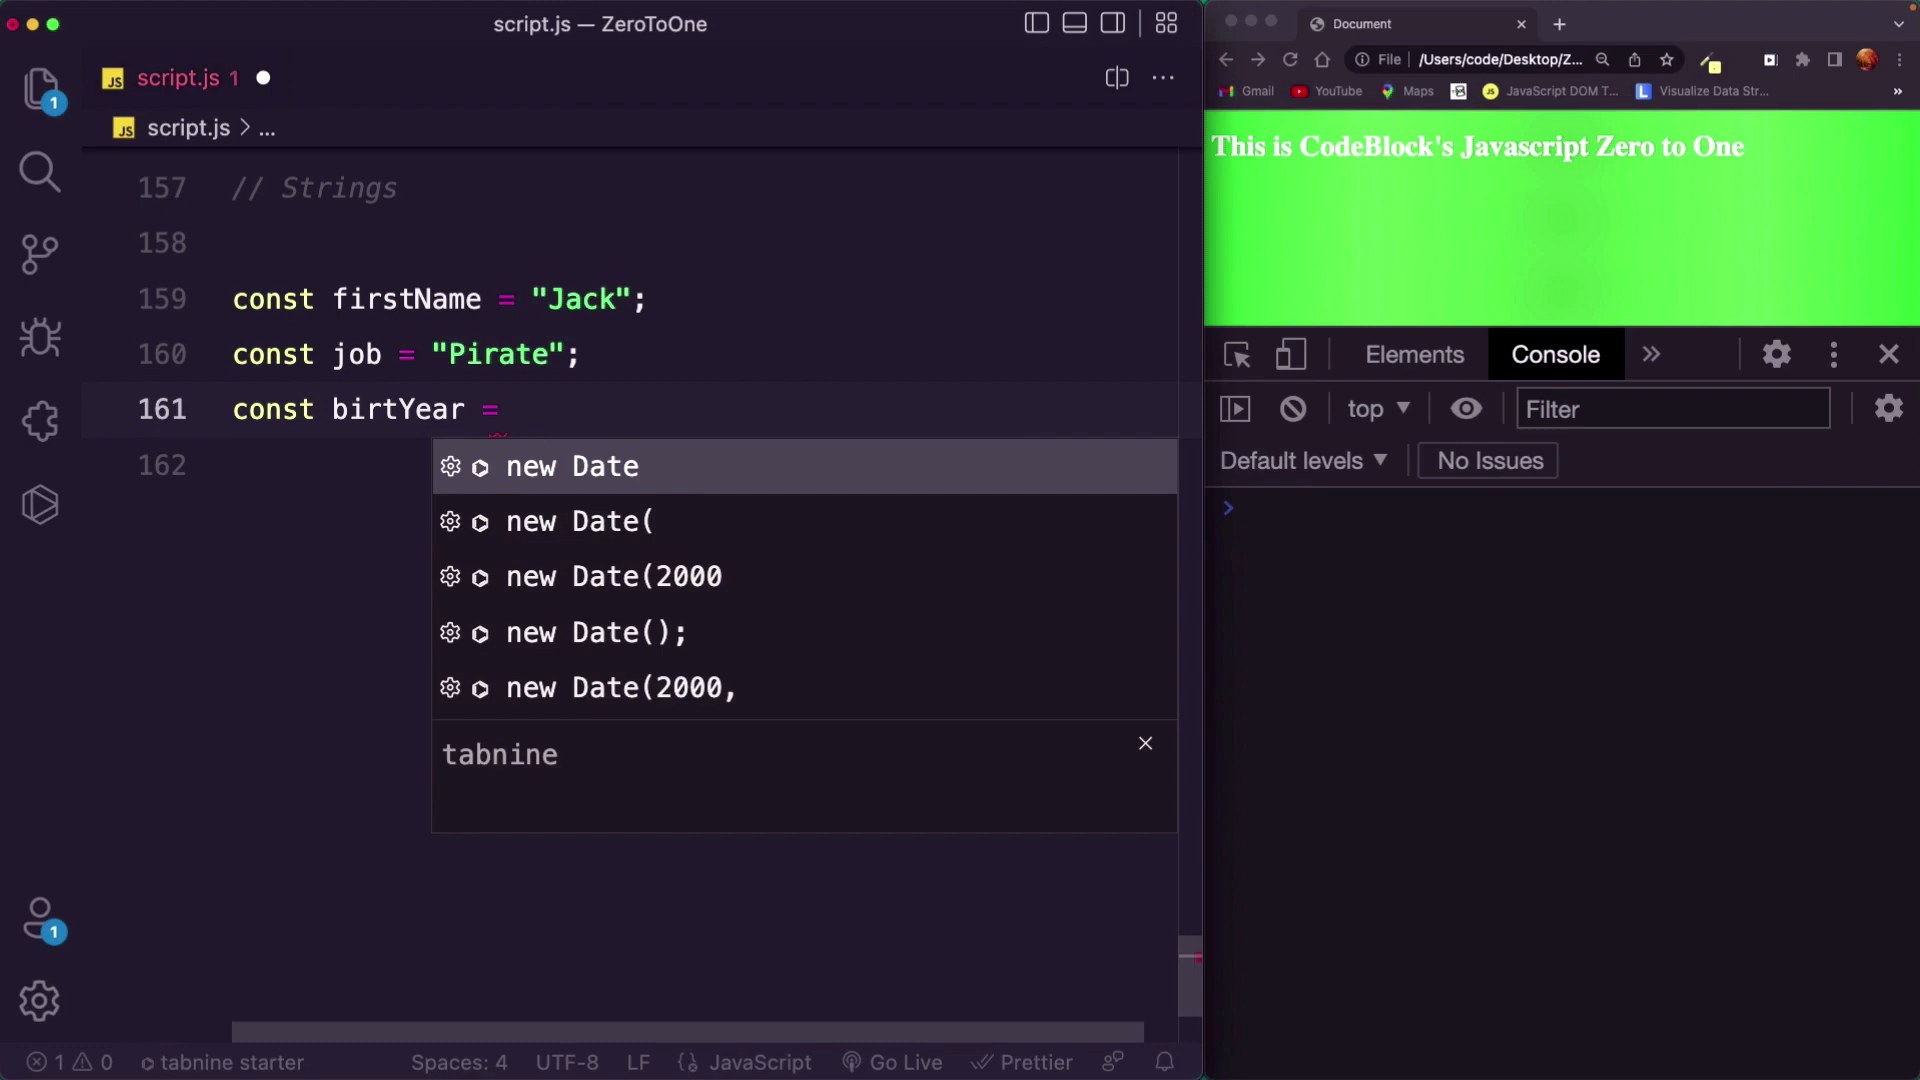 script.js — ZeroToOne
script.js 1
script.js > ...
157 // Strings
158
159 const firstName = "Jack";
160 const job = "Pirate";
161 const birtYear =
162
new Date
new Date(
new Date(2000
new Date();
new Date(2000,
tabnine
1
1
1 0 tabnine starter Spaces: 4 UTF-8 LF {} JavaScript Go Live Prettier
Document
File /Users/code/Desktop/Z...
Gmail YouTube Maps JavaScript DOM T... Visualize Data Str... »
This is CodeBlock's Javascript Zero to One
Elements Console
top Filter
Default levels No Issues